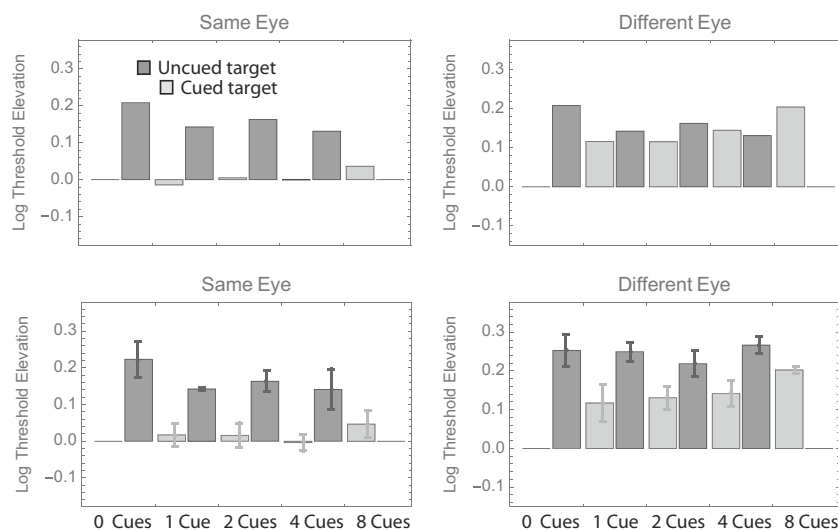 Same Eye
Different Eye
Log Threshold Elevation
0.3
0.2
0.1
0.0
−0.1
Uncued target
Cued target
Log Threshold Elevation
0.3
0.2
0.1
0.0
−0.1
Same Eye
Different Eye
Log Threshold Elevation
0.3
0.2
0.1
0.0
−0.1
Log Threshold Elevation
0.3
0.2
0.1
0.0
−0.1
0 Cues 1 Cue 2 Cues 4 Cues 8 Cues
0 Cues 1 Cue 2 Cues 4 Cues 8 Cues